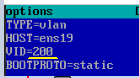 options
TYPE=vlan
HOST=ens19
VID=200
BOOTPROTO=static